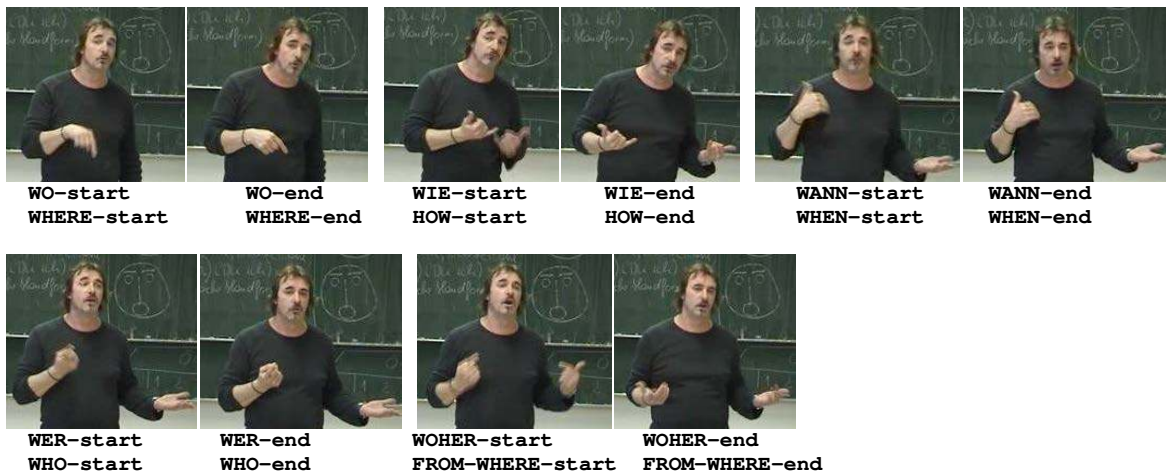 WO-start WO-end WIE-start WIE-end WANN-start WANN-end
WHERE-start WHERE-end HOW-start HOW-end WHEN-start WHEN-end
WER-start WER-end WOHER-start WOHER-end
WHO-start WHO-end FROM-WHERE-start FROM-WHERE-end